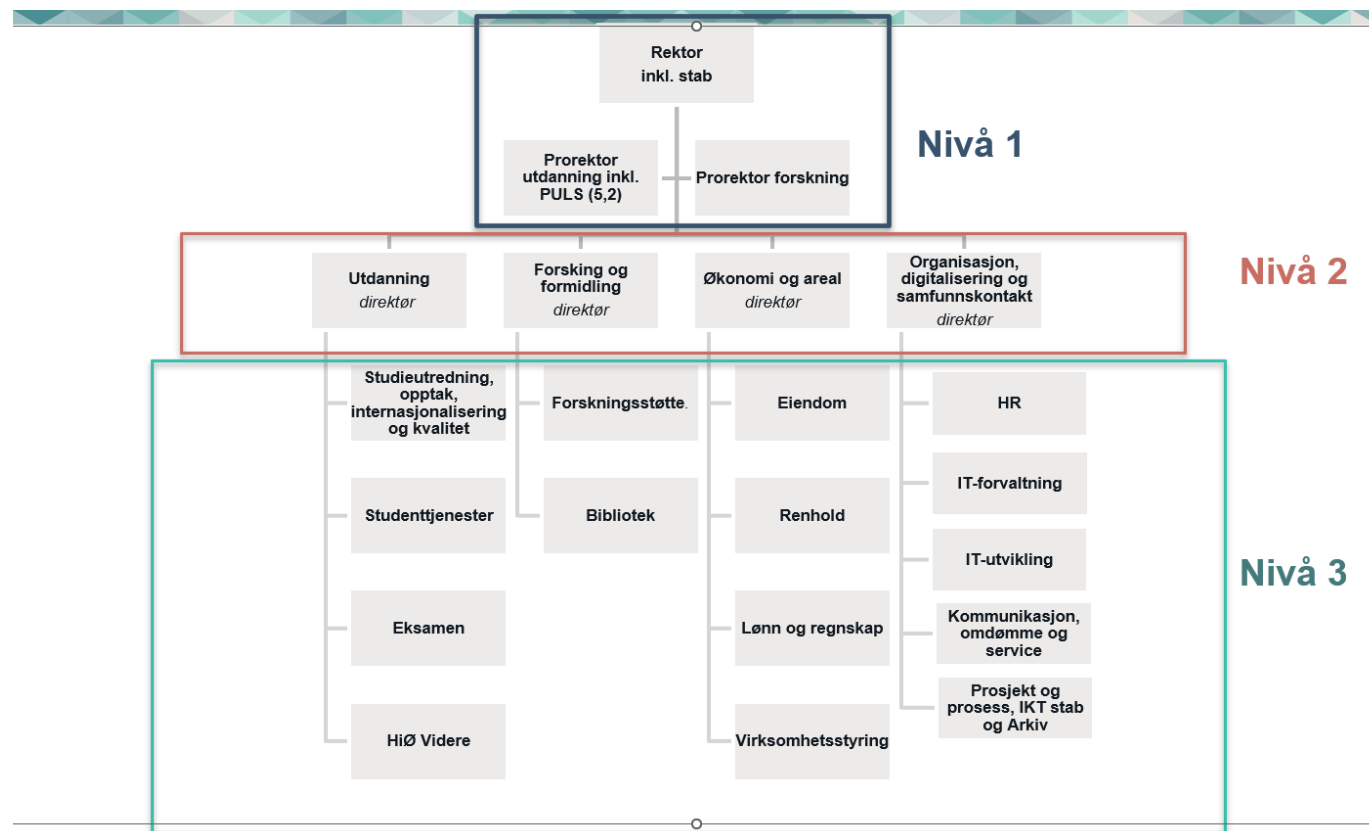 Rektor
inkl. stab
Nivå 1
Prorektor
utdanning inkl.
PULS (5,2)
Prorektor forskning
Nivå 2
Utdanning
direktør
Forsking og
formidling
direktør
Økonomi og areal
direktør
Organisasjon,
digitalisering og
samfunnskontakt
direktør
Nivå 3
Studieutredning,
opptak,
internasjonalisering
og kvalitet
Studenttjenester
Eksamen
HiØ Videre
Forskningsstøtte.
Bibliotek
Eiendom
Renhold
Lønn og regnskap
Virksomhetsstyring
HR
IT-forvaltning
IT-utvikling
Kommunikasjon,
omdømme og
service
Prosjekt og
prosess, IKT stab
og Arkiv